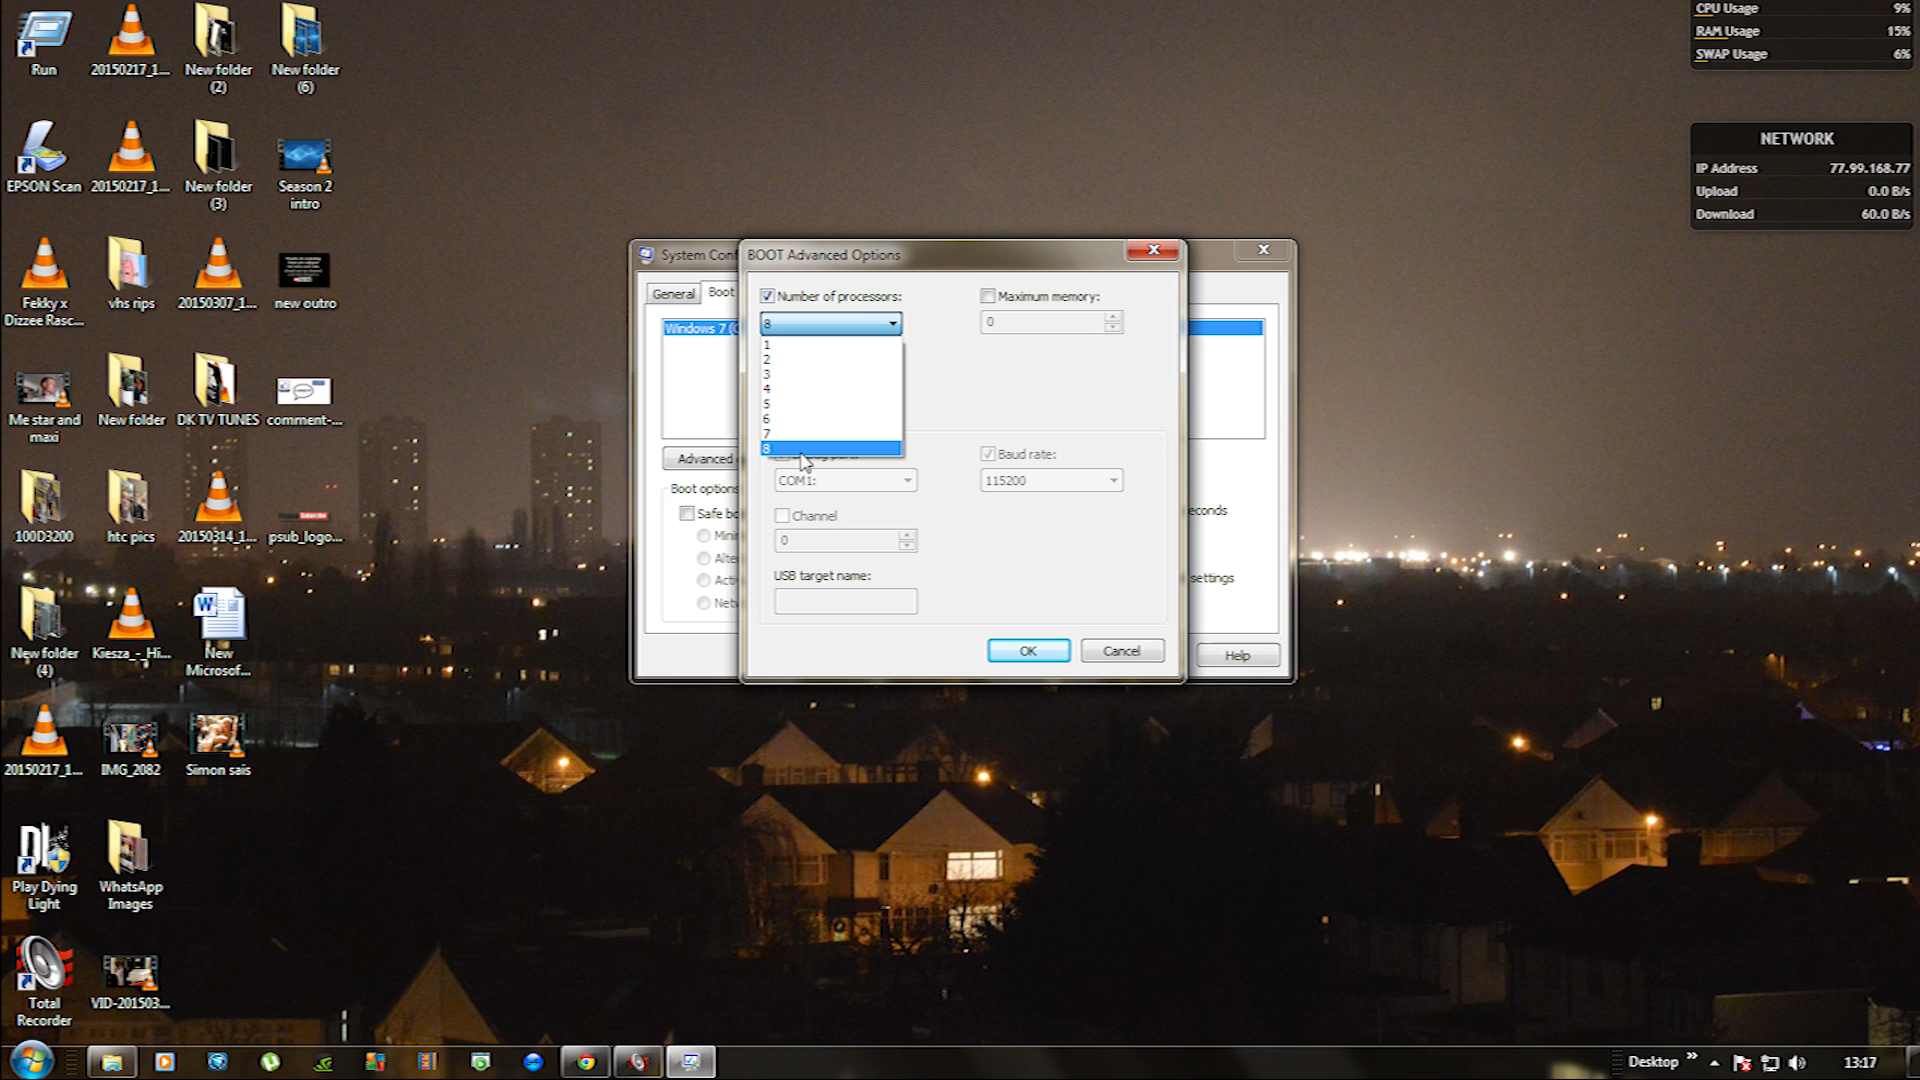 Run
20150217_1...
New folder
(2)
New folder
(6)
EPSON Scan
20150217_1...
New folder
(3)
Season 2
intro
Fekky x
Dizzee Rasc...
vhs rips
20150307_1...
new outro
Me star and
maxi
New folder
DK TV TUNES
comment-...
100D3200
htc pics
20150314_1...
psub_logo...
New folder
(4)
Kiesza_-_Hi...
New
Microsof...
20150217_1...
IMG_2082
Simon sais
Play Dying
Light
WhatsApp
Images
Total
Recorder
VID-201503...
CPU Usage 9%
RAM Usage 15%
SWAP Usage 6%
NETWORK
IP Address 77.99.168.77
Upload 0.0 B/s
Download 60.0 B/s
System Conf
BOOT Advanced Options
General
Boot
Windows 7 (
Advanced
Boot options
Safe bo
Mini
Alter
Acti
Netw
Number of processors:
8
1
2
3
4
5
6
7
8
Maximum memory:
0
COM1:
Baud rate:
115200
Channel
0
USB target name:
OK
Cancel
econds
settings
Help
Desktop
13:17